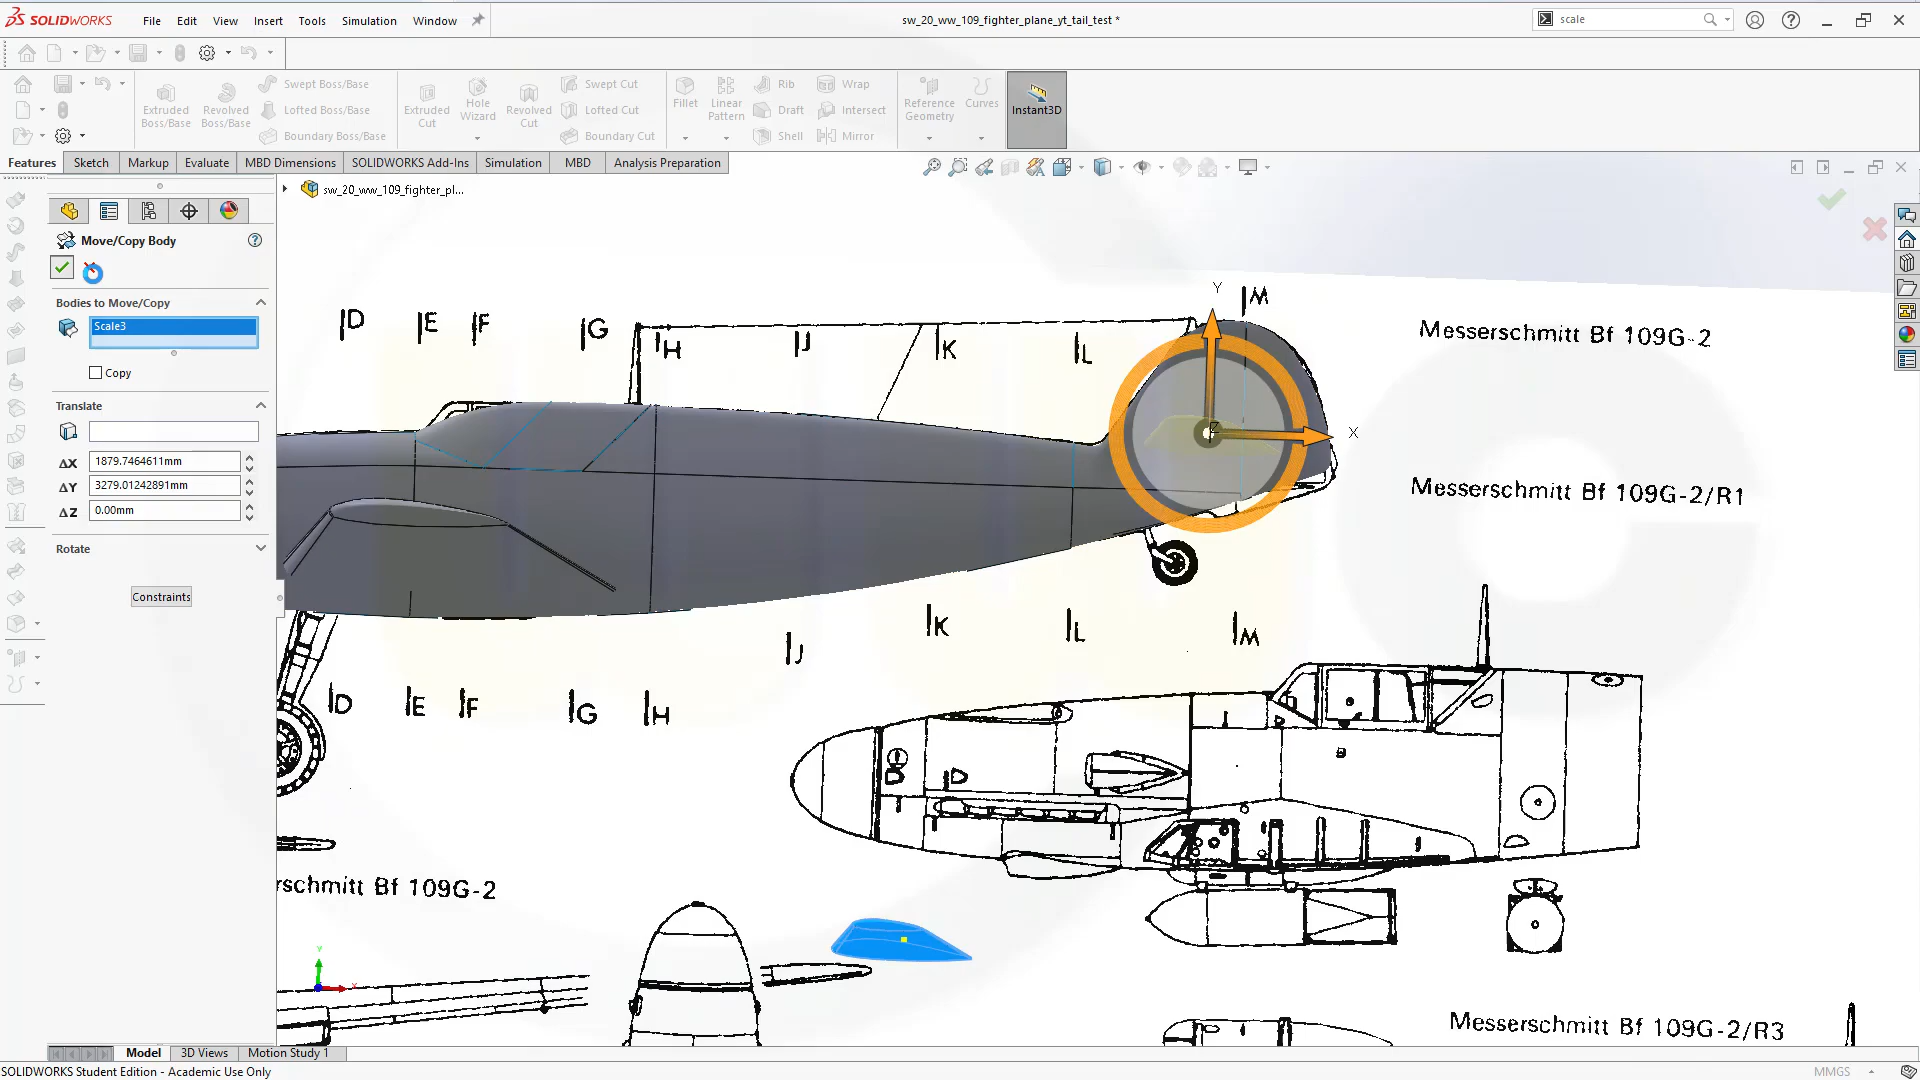 SOLIDWORKS
File Edit View Insert Tools Simulation Window
sw_20_ww_109_fighter_plane_yt_tail_test *
scale
Extruded Boss/Base
Revolved Boss/Base
Swept Boss/Base
Lofted Boss/Base
Boundary Boss/Base
Extruded Cut
Hole Wizard
Revolved Cut
Swept Cut
Lofted Cut
Boundary Cut
Fillet
Linear Pattern
Rib
Draft
Shell
Wrap
Intersect
Mirror
Reference Geometry
Curves
Instant3D
Features Sketch Markup Evaluate MBD Dimensions SOLIDWORKS Add-Ins Simulation MBD Analysis Preparation
sw_20_ww_109_fighter_pl...
Move/Copy Body
Bodies to Move/Copy
Scale3
Copy
Translate
ΔX 1879.7464611mm
ΔY 3279.01242891mm
ΔZ 0.00mm
Rotate
Constraints
D E F G H J K L M
Y
X
Z
Messerschmitt Bf 109G-2
Messerschmitt Bf 109G-2/R1
J K L M
D E F G H
D D
B
serschmitt Bf 109G-2
Messerschmitt Bf 109G-2/R3
Y
X
Model 3D Views Motion Study 1
SOLIDWORKS Student Edition - Academic Use Only
MMGS